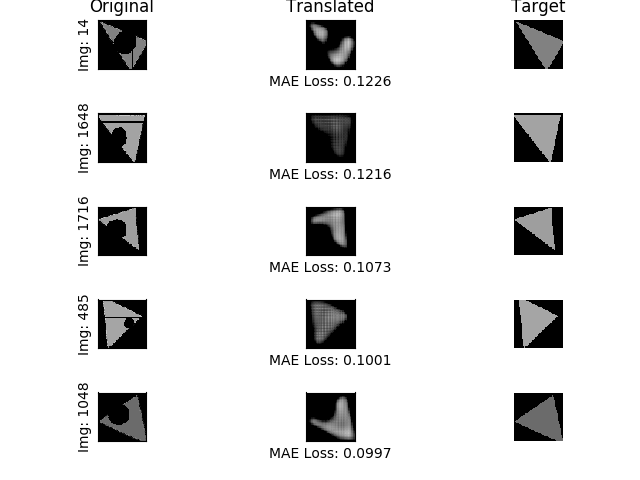 Original Translated Target
Img: 14
MAE Loss: 0.1226
Img: 1648
MAE Loss: 0.1216
Img: 1716
MAE Loss: 0.1073
Img: 485
MAE Loss: 0.1001
Img: 1048
MAE Loss: 0.0997